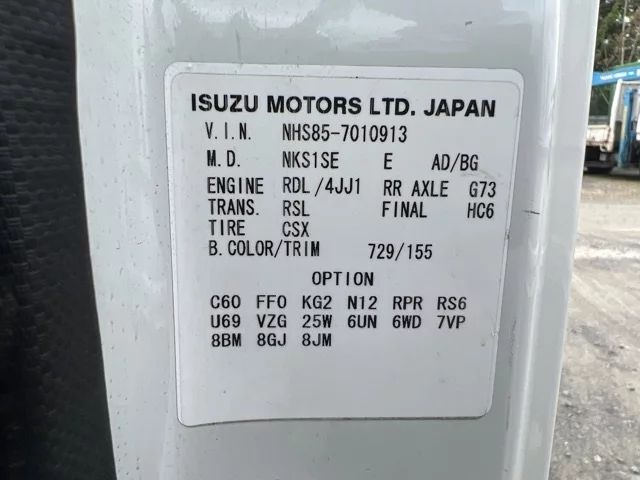 ISUZU MOTORS LTD. JAPAN
V.I.N. NHS85-7010913
M.D. NKS1SE E AD/BG
ENGINE RDL/4JJ1 RR AXLE G73
TRANS. RSL FINAL HC6
TIRE CSX
B.COLOR/TRIM 729/155
OPTION
C60 FF0 KG2 N12 RPR RS6
U69 VZG 25W 6UN 6WD 7VP
8BM 8GJ 8JM